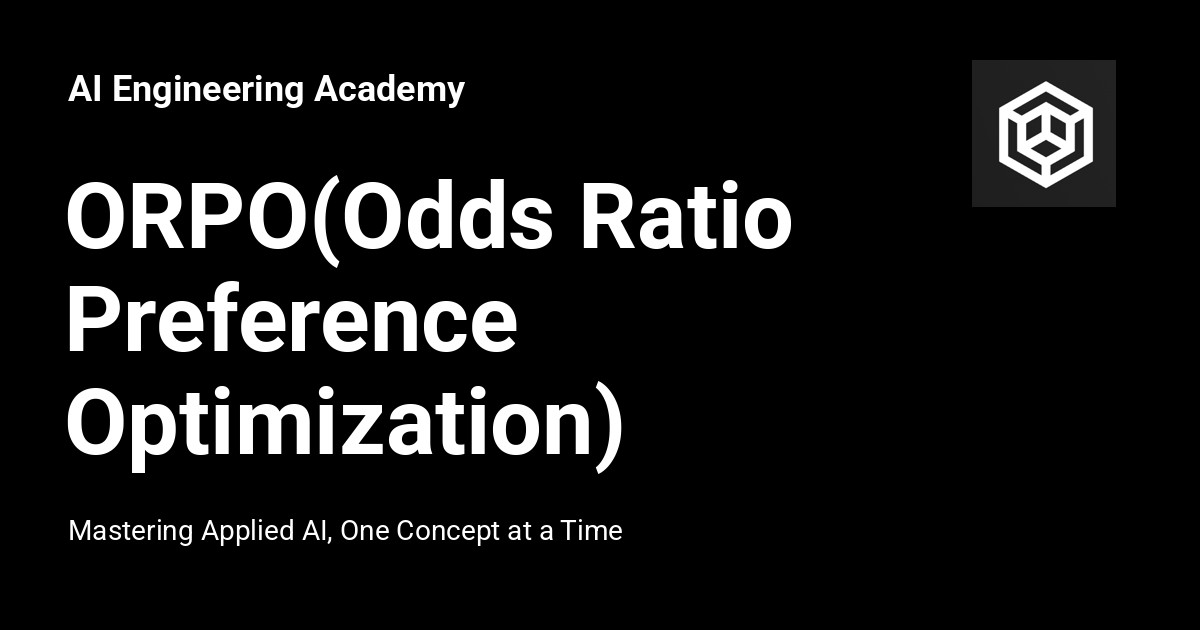 AI Engineering Academy
ORPO(Odds Ratio
Preference
Optimization)
Mastering Applied AI, One Concept at a Time